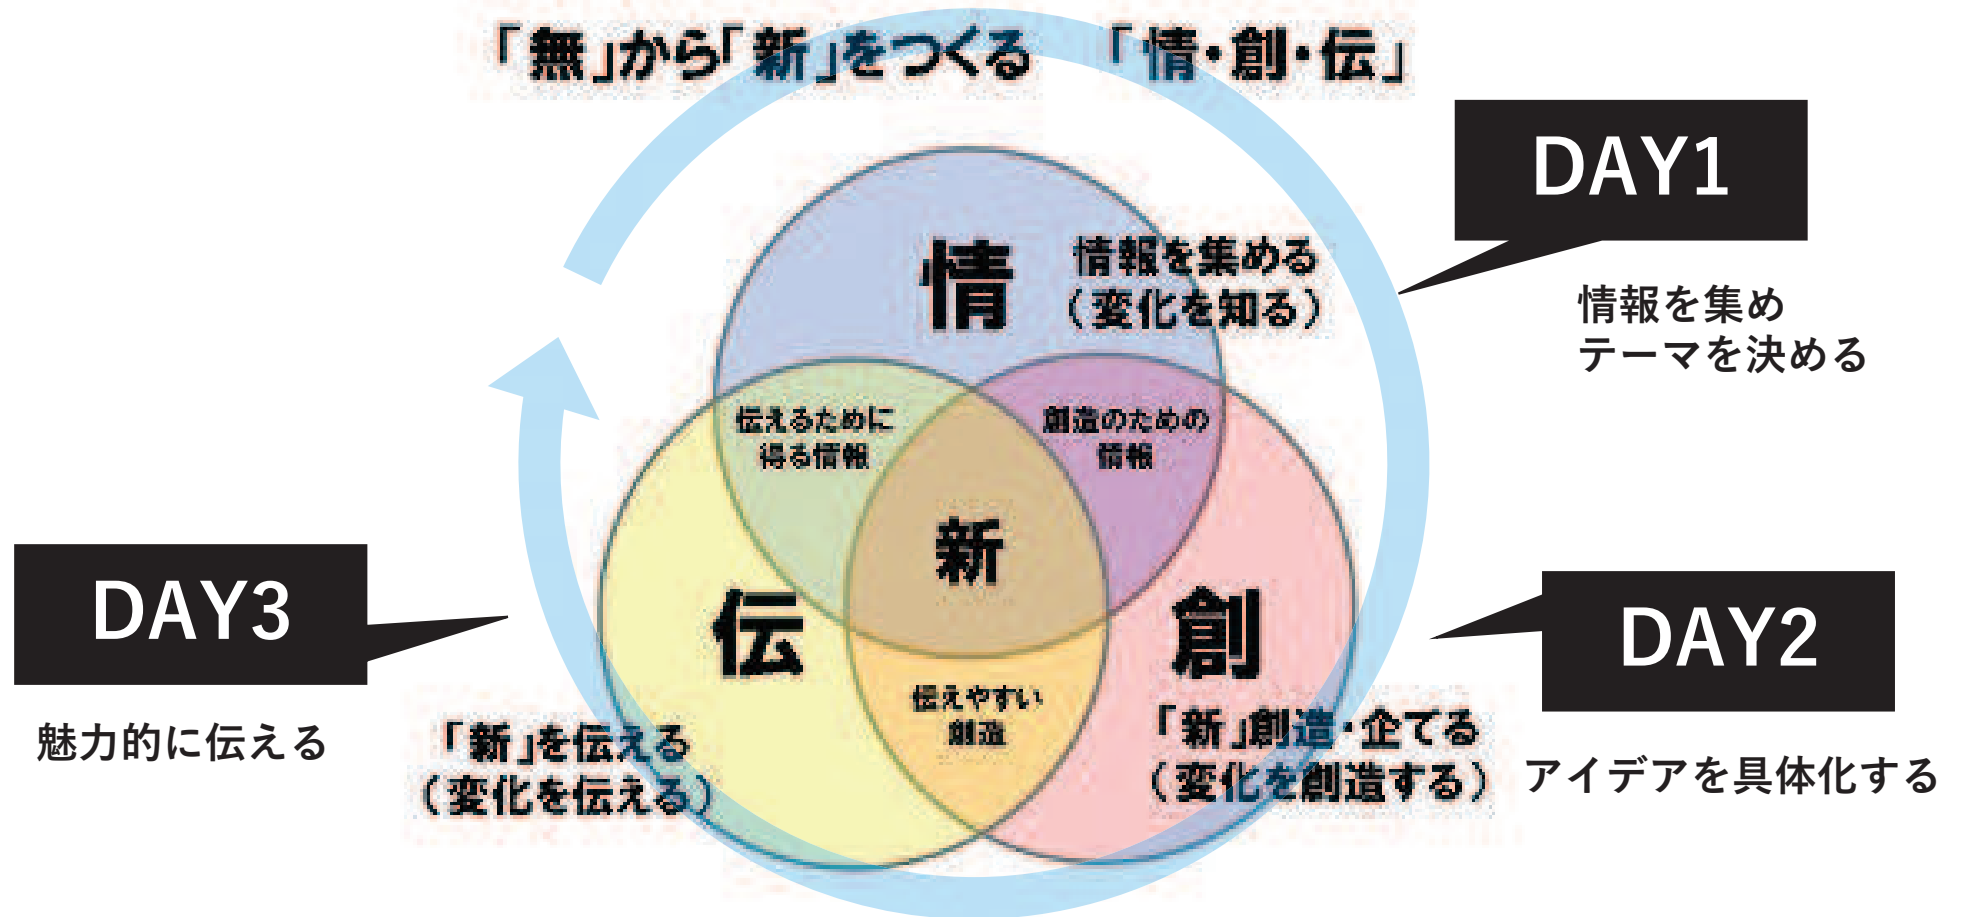 「無」から「新」をつくる 「情・創・伝」
DAY1
情報を集め
テーマを決める
情
情報を集める
(変化を知る)
伝えるために
得る情報
創造のための
情報
新
DAY3
魅力的に伝える
伝
「新」を伝える
(変化を伝える)
伝えやすい
創造
創
「新」創造・企てる
(変化を創造する)
DAY2
アイデアを具体化する